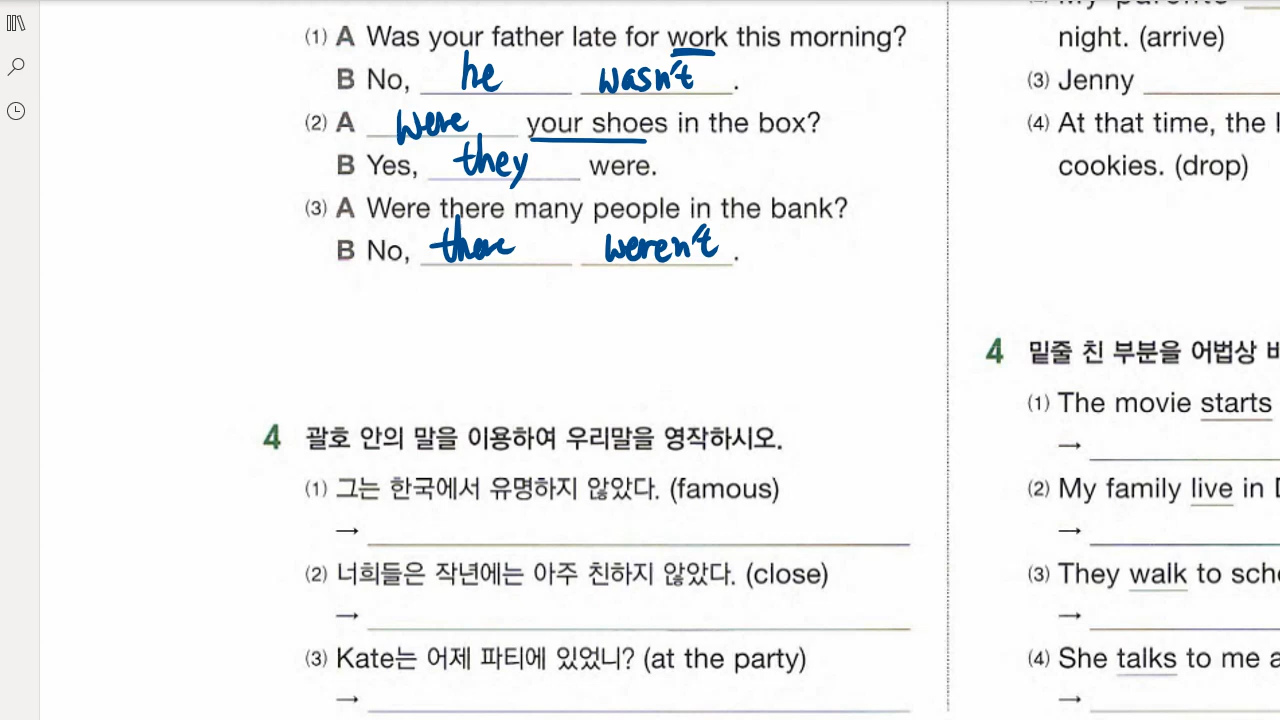 (1) A Was your father late for work this morning?
B No, he wasn't.
(2) A were your shoes in the box?
B Yes, they were.
(3) A Were there many people in the bank?
B No, there weren't.
4 괄호 안의 말을 이용하여 우리말을 영작하시오.
(1) 그는 한국에서 유명하지 않았다. (famous)
→
(2) 너희들은 작년에는 아주 친하지 않았다. (close)
→
(3) Kate는 어제 파티에 있었니? (at the party)
→
night. (arrive)
(3) Jenny
(4) At that time, the
cookies. (drop)
4 밑줄 친 부분을 어법상
(1) The movie starts
→
(2) My family live in
→
(3) They walk to
→
(4) She talks to me
→